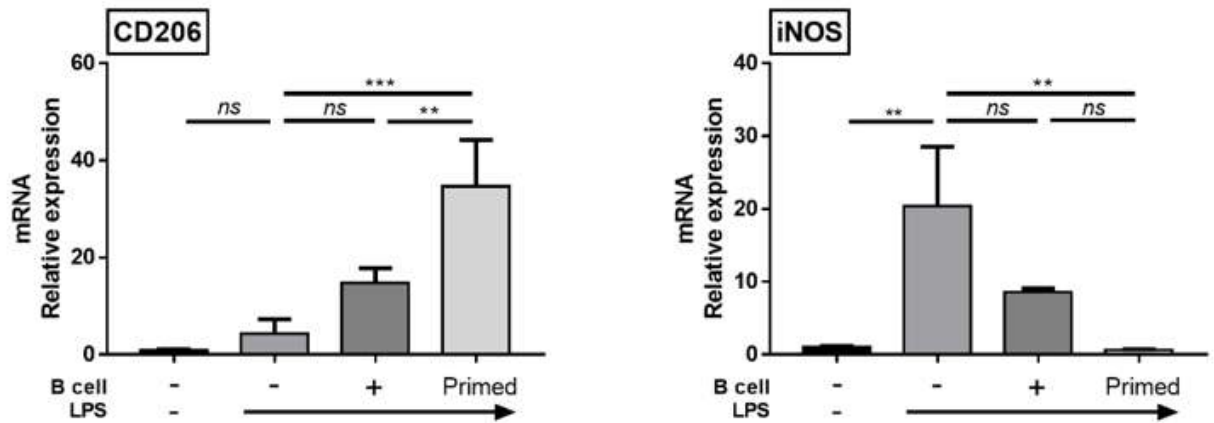 CD206
60
40
20
0
mRNA
Relative expression
***
ns
ns
**
B cell - - + Primed
LPS -
iNOS
40
30
20
10
0
mRNA
Relative expression
**
**
ns
ns
B cell - - + Primed
LPS -